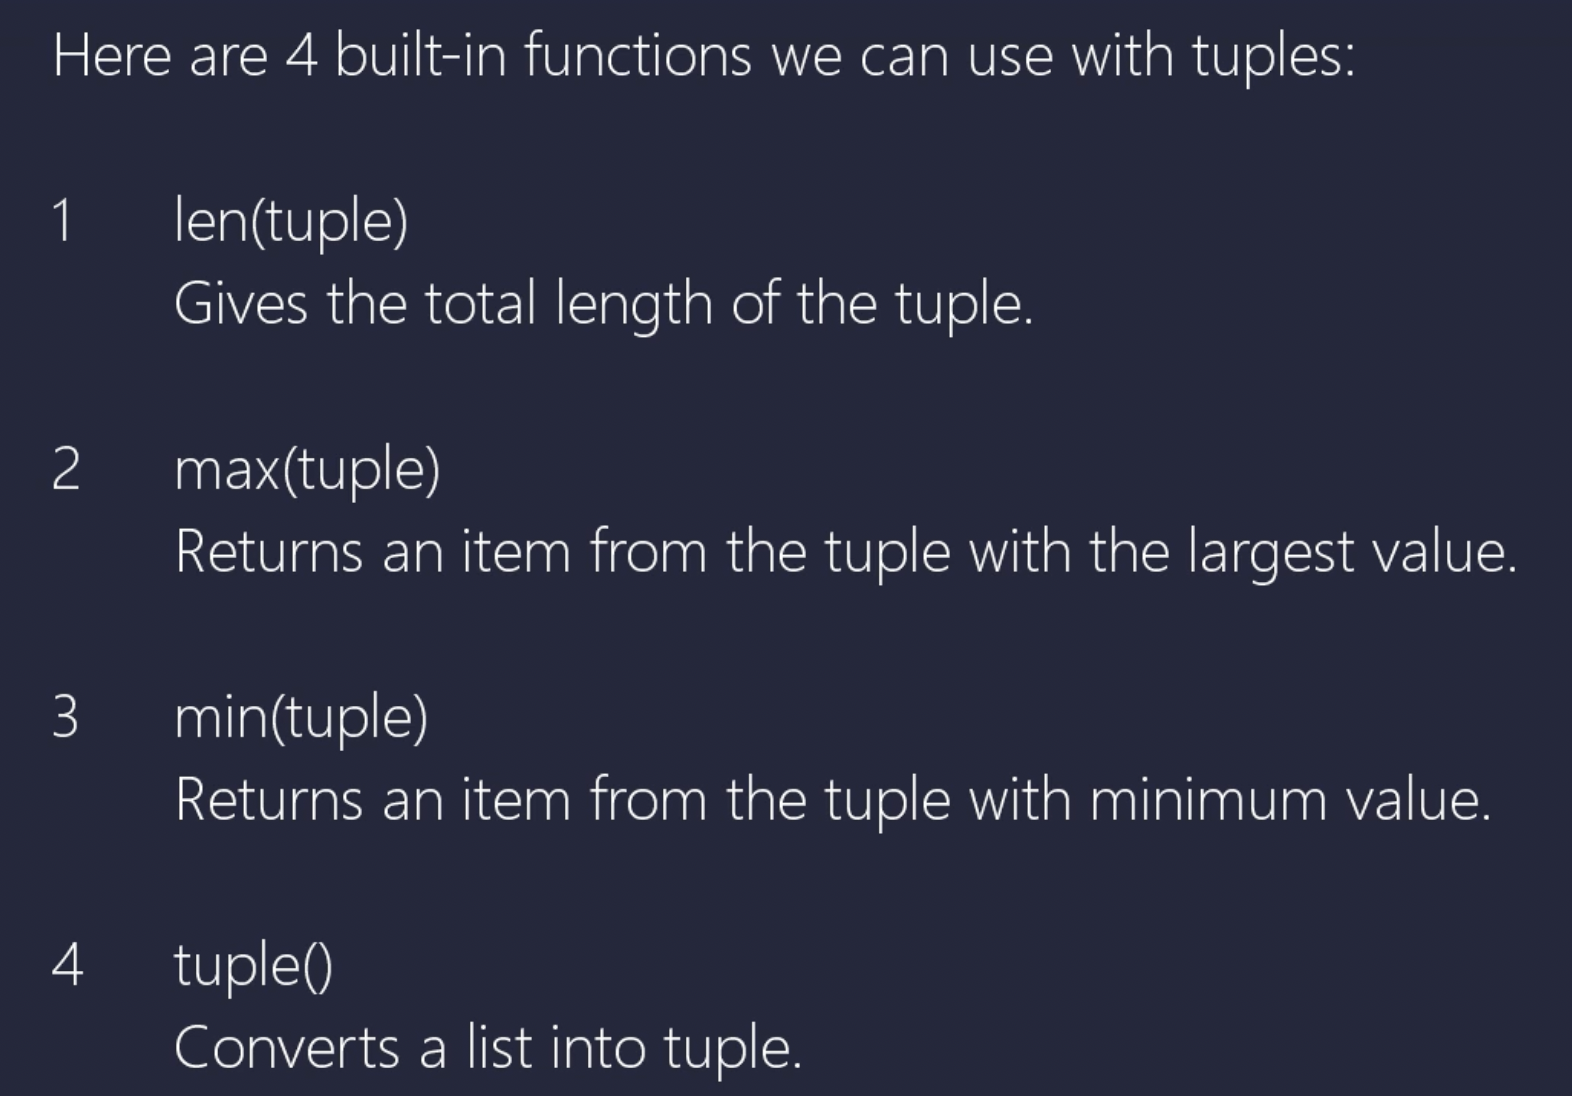 Here are 4 built-in functions we can use with tuples:
1 len(tuple)
Gives the total length of the tuple.
2 max(tuple)
Returns an item from the tuple with the largest value.
3 min(tuple)
Returns an item from the tuple with minimum value.
4 tuple()
Converts a list into tuple.